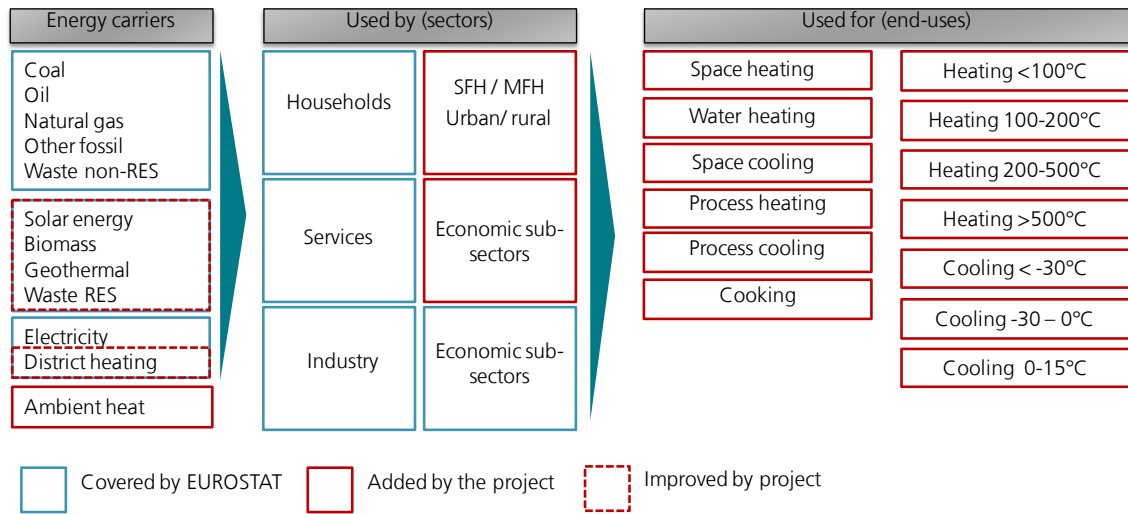 Energy carriers
Used by (sectors)
Used for (end-uses)
Coal
Oil
Natural gas
Other fossil
Waste non-RES
Solar energy
Biomass
Geothermal
Waste RES
Electricity
District heating
Ambient heat
Households
SFH / MFH
Urban/ rural
Services
Economic sub-
sectors
Industry
Economic sub-
sectors
Space heating
Water heating
Space cooling
Process heating
Process cooling
Cooking
Heating <100°C
Heating 100-200°C
Heating 200-500°C
Heating >500°C
Cooling < -30°C
Cooling -30 – 0°C
Cooling 0-15°C
Covered by EUROSTAT
Added by the project
Improved by project